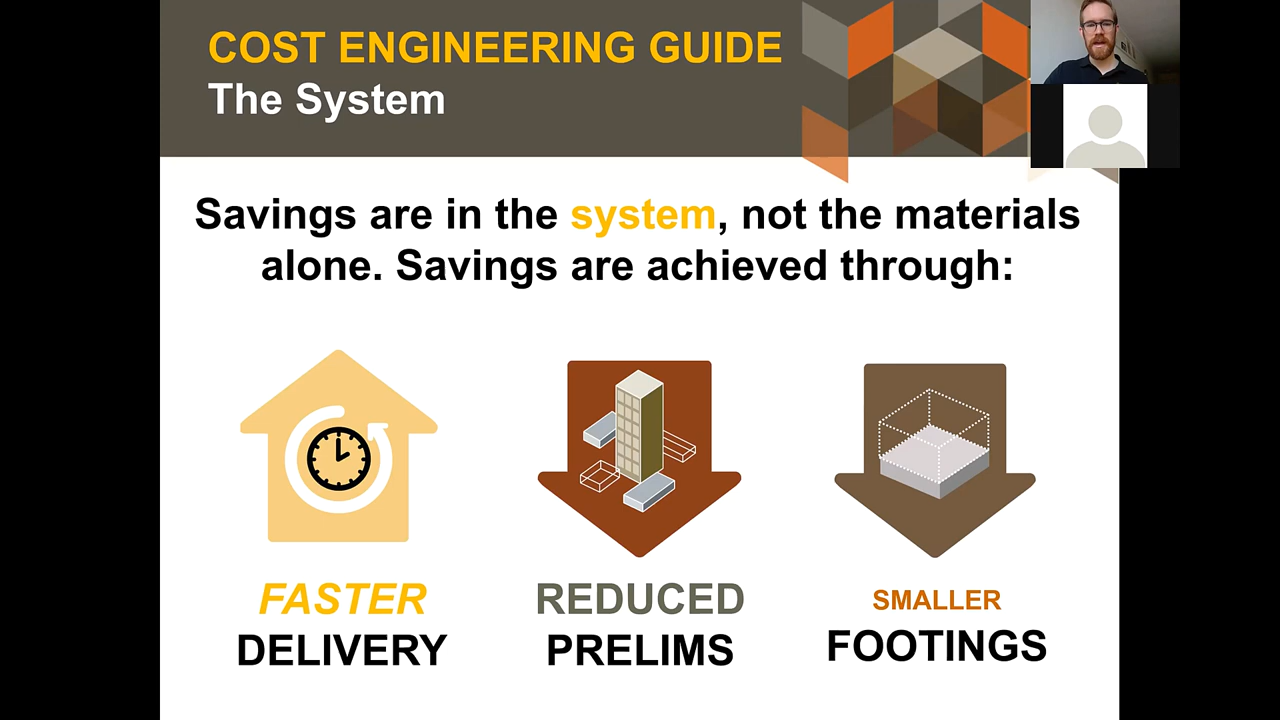 COST ENGINEERING GUIDE
The System
Savings are in the system, not the materials
alone. Savings are achieved through:
FASTER
DELIVERY
REDUCED
PRELIMS
SMALLER
FOOTINGS